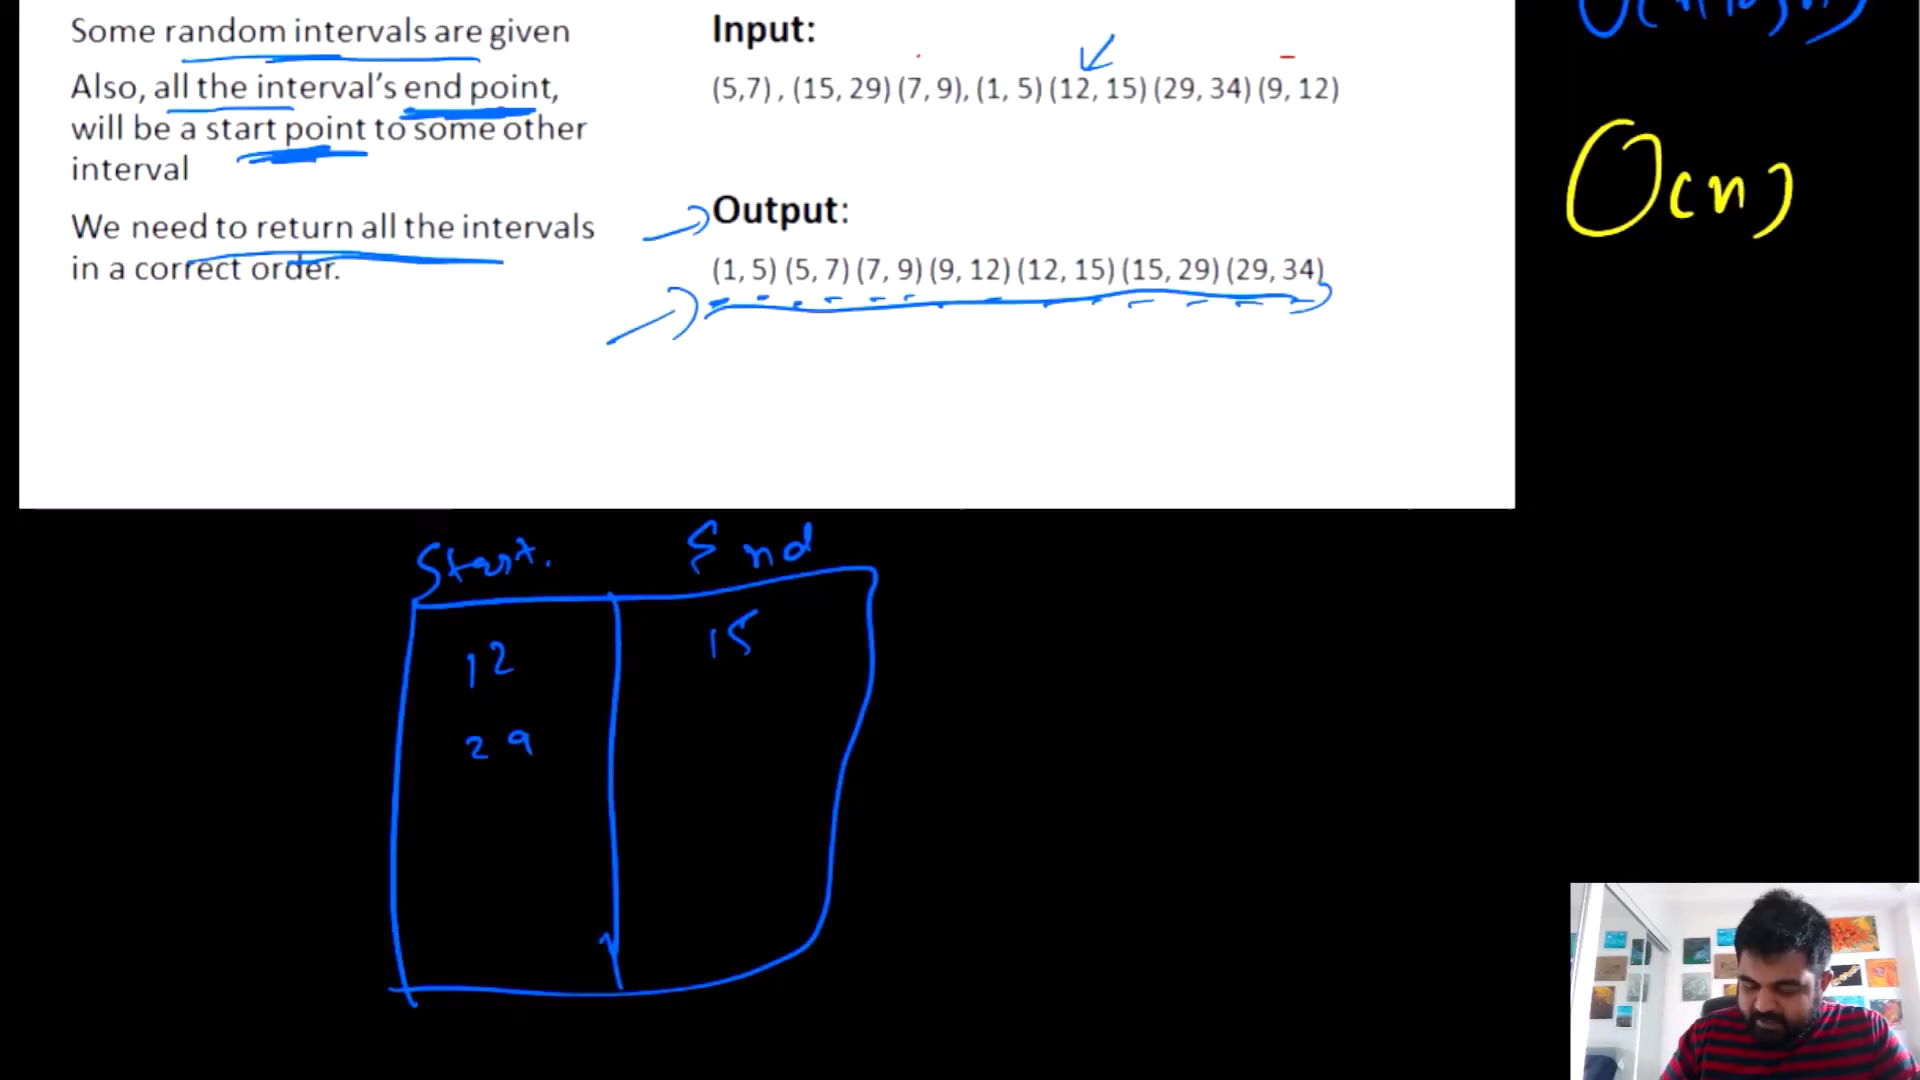 Some random intervals are given
Also, all the interval's end point,
will be a start point to some other
interval
We need to return all the intervals
in a correct order.
Input:
(5,7) , (15, 29) (7, 9), (1, 5) (12, 15) (29, 34) (9, 12)
Output:
(1, 5) (5, 7) (7, 9) (9, 12) (12, 15) (15, 29) (29, 34)
O(n)
Start. End
12 15
29